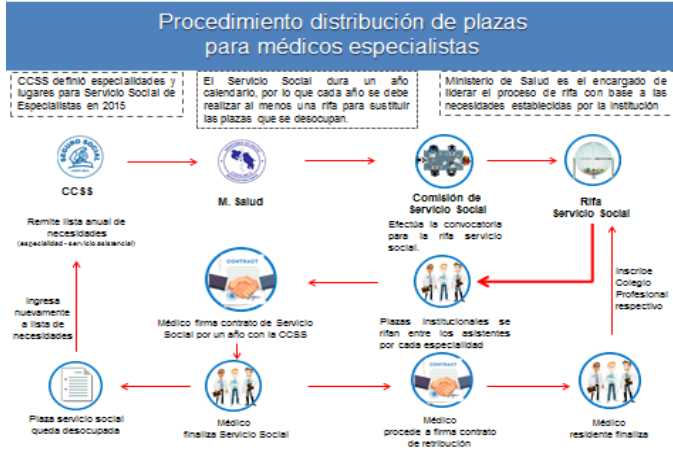 Procedimiento distribución de plazas
para médicos especialistas
CCSS definió especialidades y
lugares para Servicio Social de
Especialistas en 2015
El Servicio Social dura un año
calendario, por lo que cada año se debe
realizar al menos una rifa para sustituir
las plazas que se desocupan.
Ministerio de Salud es el encargado de
liderar el proceso de rifa con base a las
necesidades establecidas por la institución
SEGURO SOCIAL
CCSS
M. Salud
Comisión de
Servicio Social
Rifa
Servicio Social
Remite lista anual de
necesidades
(especialidad - servicio asistencial)
Efectúa la convocatoria
para la rifa servicio
social.
CONTRACT
Inscribe
Colegio
Profesional
respectivo
Ingresa
nuevamente
a lista de
necesidades
Médico firma contrato de Servicio
Social por un año con la CCSS
Plazas Institucionales se
rifan entre los asistentes
por cada especialidad
CONTRACT
Plaza servicio social
queda desocupada
Médico
finaliza Servicio Social
Médico
procede a firma contrato
de retribución
Médico
residente finaliza